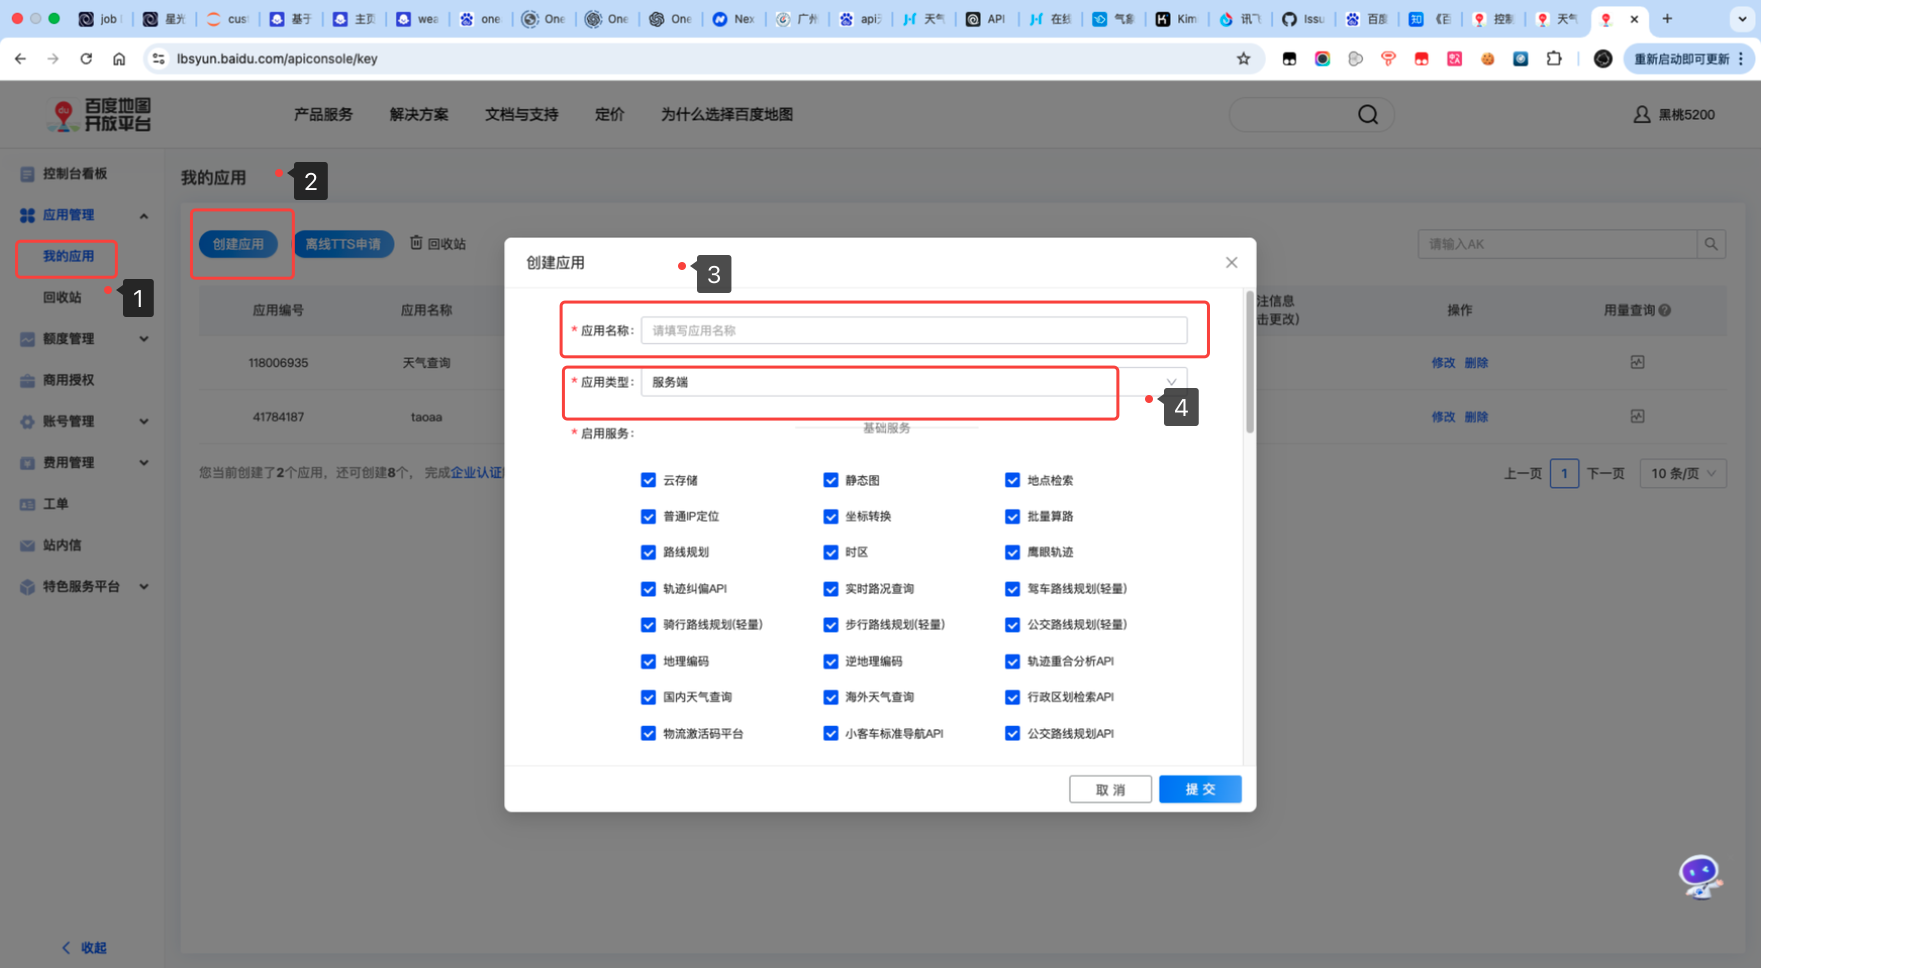 job
星光
cus
基于
主页
wea
one
One
One
One
Nex
广州
api天
天气
API
在线
气象
Kim
讯飞
Issu
百度
《百
控制
天气
lbsyun.baidu.com/apiconsole/key
重新启动即可更新
百度地图
开放平台
产品服务
解决方案
文档与支持
定价
为什么选择百度地图
黑桃5200
控制台看板
应用管理
我的应用
回收站
额度管理
商用授权
账号管理
费用管理
工单
站内信
特色服务平台
收起
1
我的应用
2
创建应用
离线TTS申请
回收站
请输入AK
应用编号
应用名称
注信息
击更改)
操作
用量查询
118006935
天气查询
修改 删除
41784187
taoaa
修改 删除
您当前创建了2个应用，还可创建8个， 完成企业认证
上一页 1 下一页 10 条/页
创建应用
3
* 应用名称: 请填写应用名称
* 应用类型: 服务端
4
* 启用服务:
基础服务
云存储 静态图 地点检索
普通IP定位 坐标转换 批量算路
路线规划 时区 鹰眼轨迹
轨迹纠偏API 实时路况查询 驾车路线规划(轻量)
骑行路线规划(轻量) 步行路线规划(轻量) 公交路线规划(轻量)
地理编码 逆地理编码 轨迹重合分析API
国内天气查询 海外天气查询 行政区划检索API
物流激活码平台 小客车标准导航API 公交路线规划API
取 消
提 交